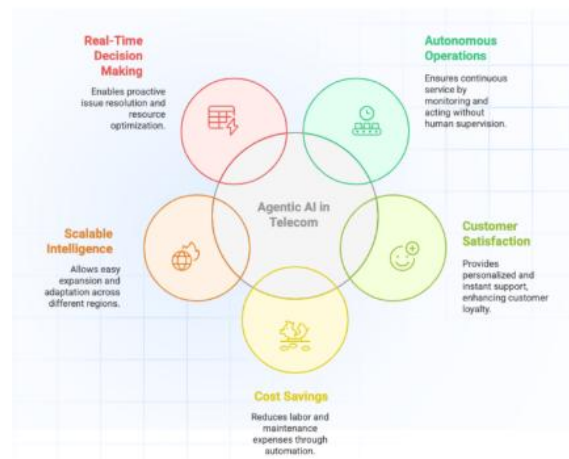 Real-Time
Decision
Making
Enables proactive
issue resolution and
resource
optimization.
Autonomous
Operations
Ensures continuous
service by
monitoring and
acting without
human supervision.
Agentic AI in
Telecom
Scalable
Intelligence
Allows easy
expansion and
adaptation across
different regions.
Customer
Satisfaction
Provides
personalized and
instant support,
enhancing customer
loyalty.
Cost Savings
Reduces labor and
maintenance
expenses through
automation.